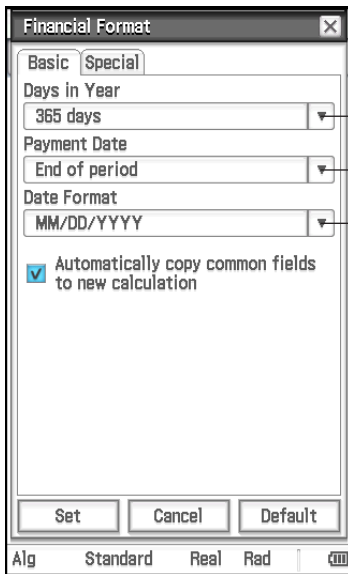 Financial Format
Basic Special
Days in Year
365 days
Payment Date
End of period
Date Format
MM/DD/YYYY
Automatically copy common fields
to new calculation
Set Cancel Default
Alg Standard Real Rad